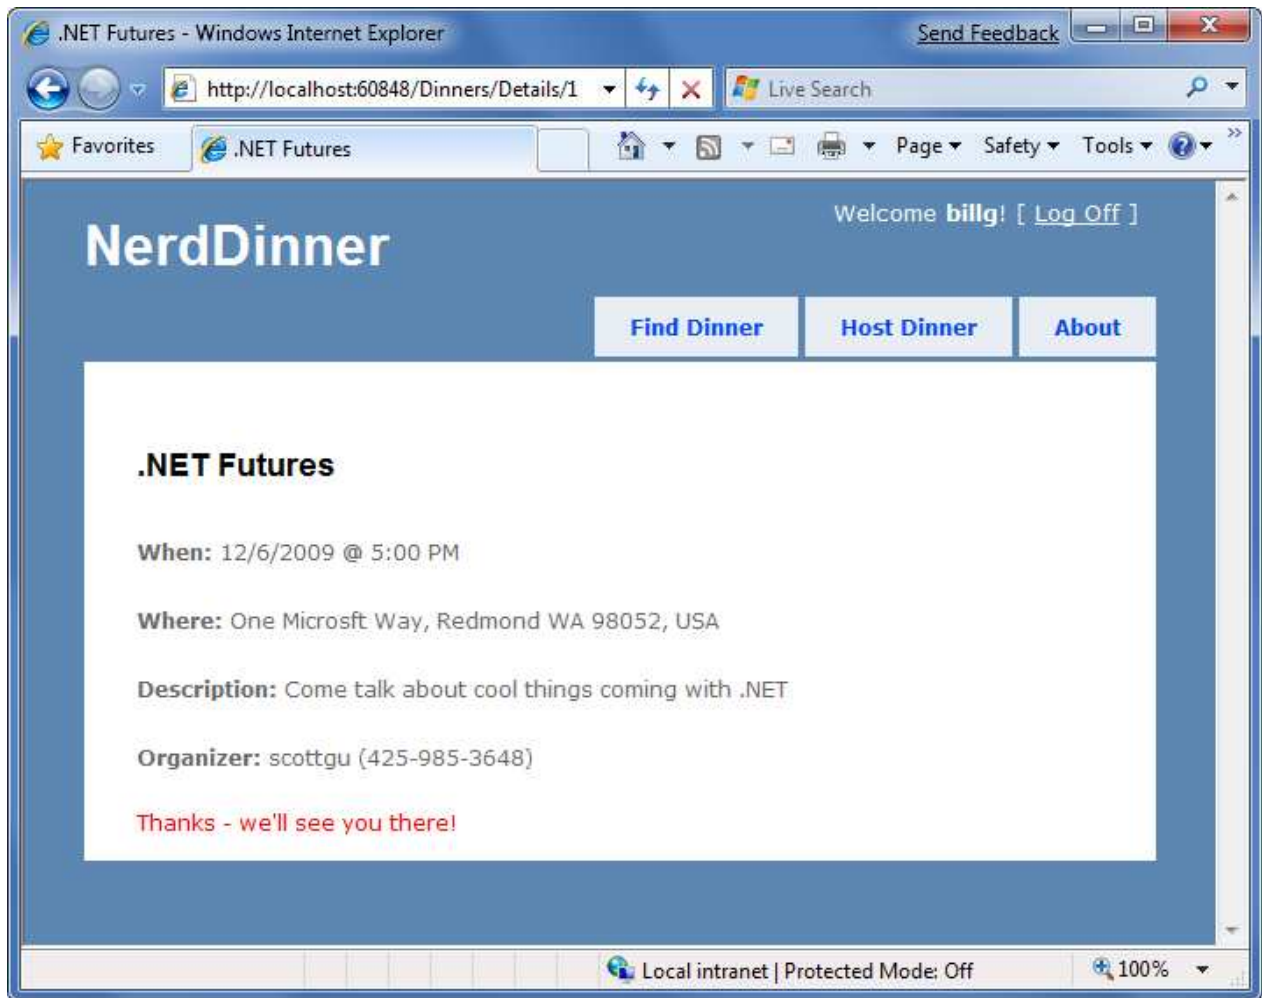 .NET Futures - Windows Internet Explorer
Send Feedback
http://localhost:60848/Dinners/Details/1
Live Search
Favorites
.NET Futures
Page
Safety
Tools
»
Welcome billg! [ Log Off ]
NerdDinner
Find Dinner
Host Dinner
About
.NET Futures
When: 12/6/2009 @ 5:00 PM
Where: One Microsft Way, Redmond WA 98052, USA
Description: Come talk about cool things coming with .NET
Organizer: scottgu (425-985-3648)
Thanks - we'll see you there!
Local intranet | Protected Mode: Off
100%